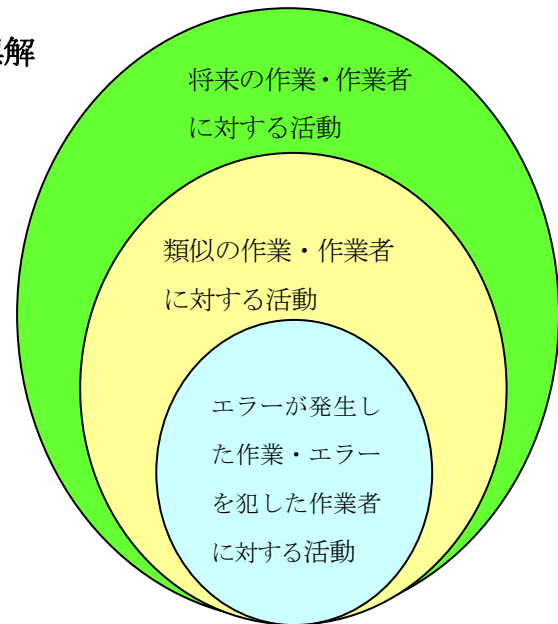 解
将来の作業・作業者
に対する活動
類似の作業・作業者
に対する活動
エラーが発生し
た作業・エラー
を犯した作業者
に対する活動